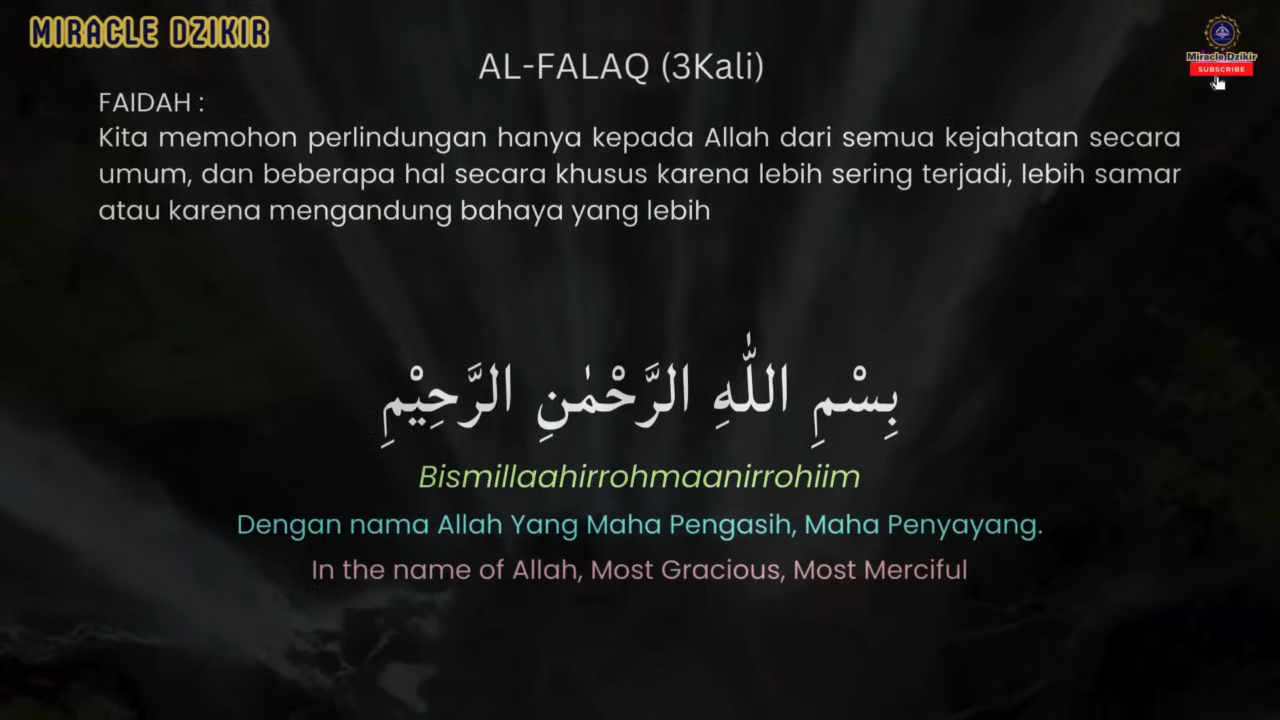 MIRACLE DZIKIR
Miracle Dzikir
SUBSCRIBE
AL-FALAQ (3Kali)
FAIDAH :
Kita memohon perlindungan hanya kepada Allah dari semua kejahatan secara
umum, dan beberapa hal secara khusus karena lebih sering terjadi, lebih samar
atau karena mengandung bahaya yang lebih
بِسْمِ اللّٰهِ الرَّحْمٰنِ الرَّحِيْمِ
Bismillaahirrohmaanirrohiim
Dengan nama Allah Yang Maha Pengasih, Maha Penyayang.
In the name of Allah, Most Gracious, Most Merciful